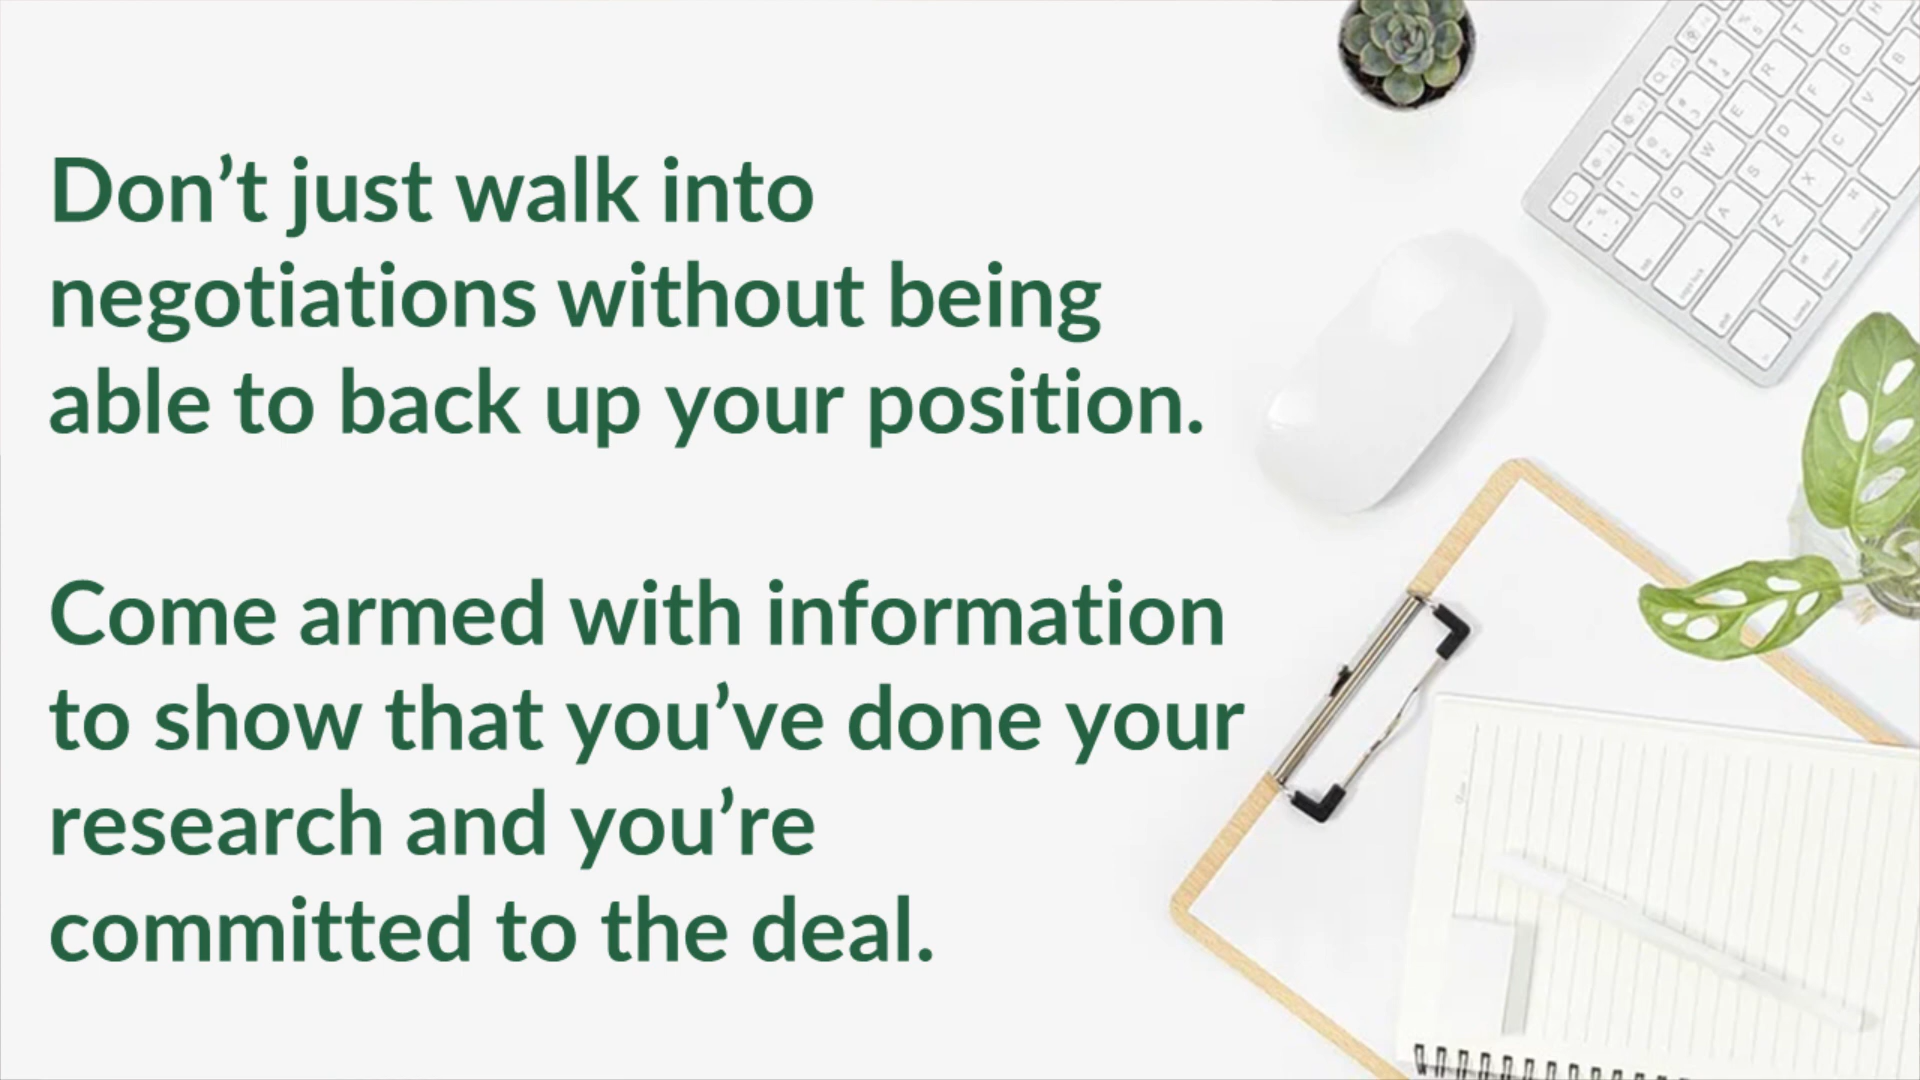 Don’t just walk into
negotiations without being
able to back up your position.
Come armed with information
to show that you’ve done your
research and you’re
committed to the deal.